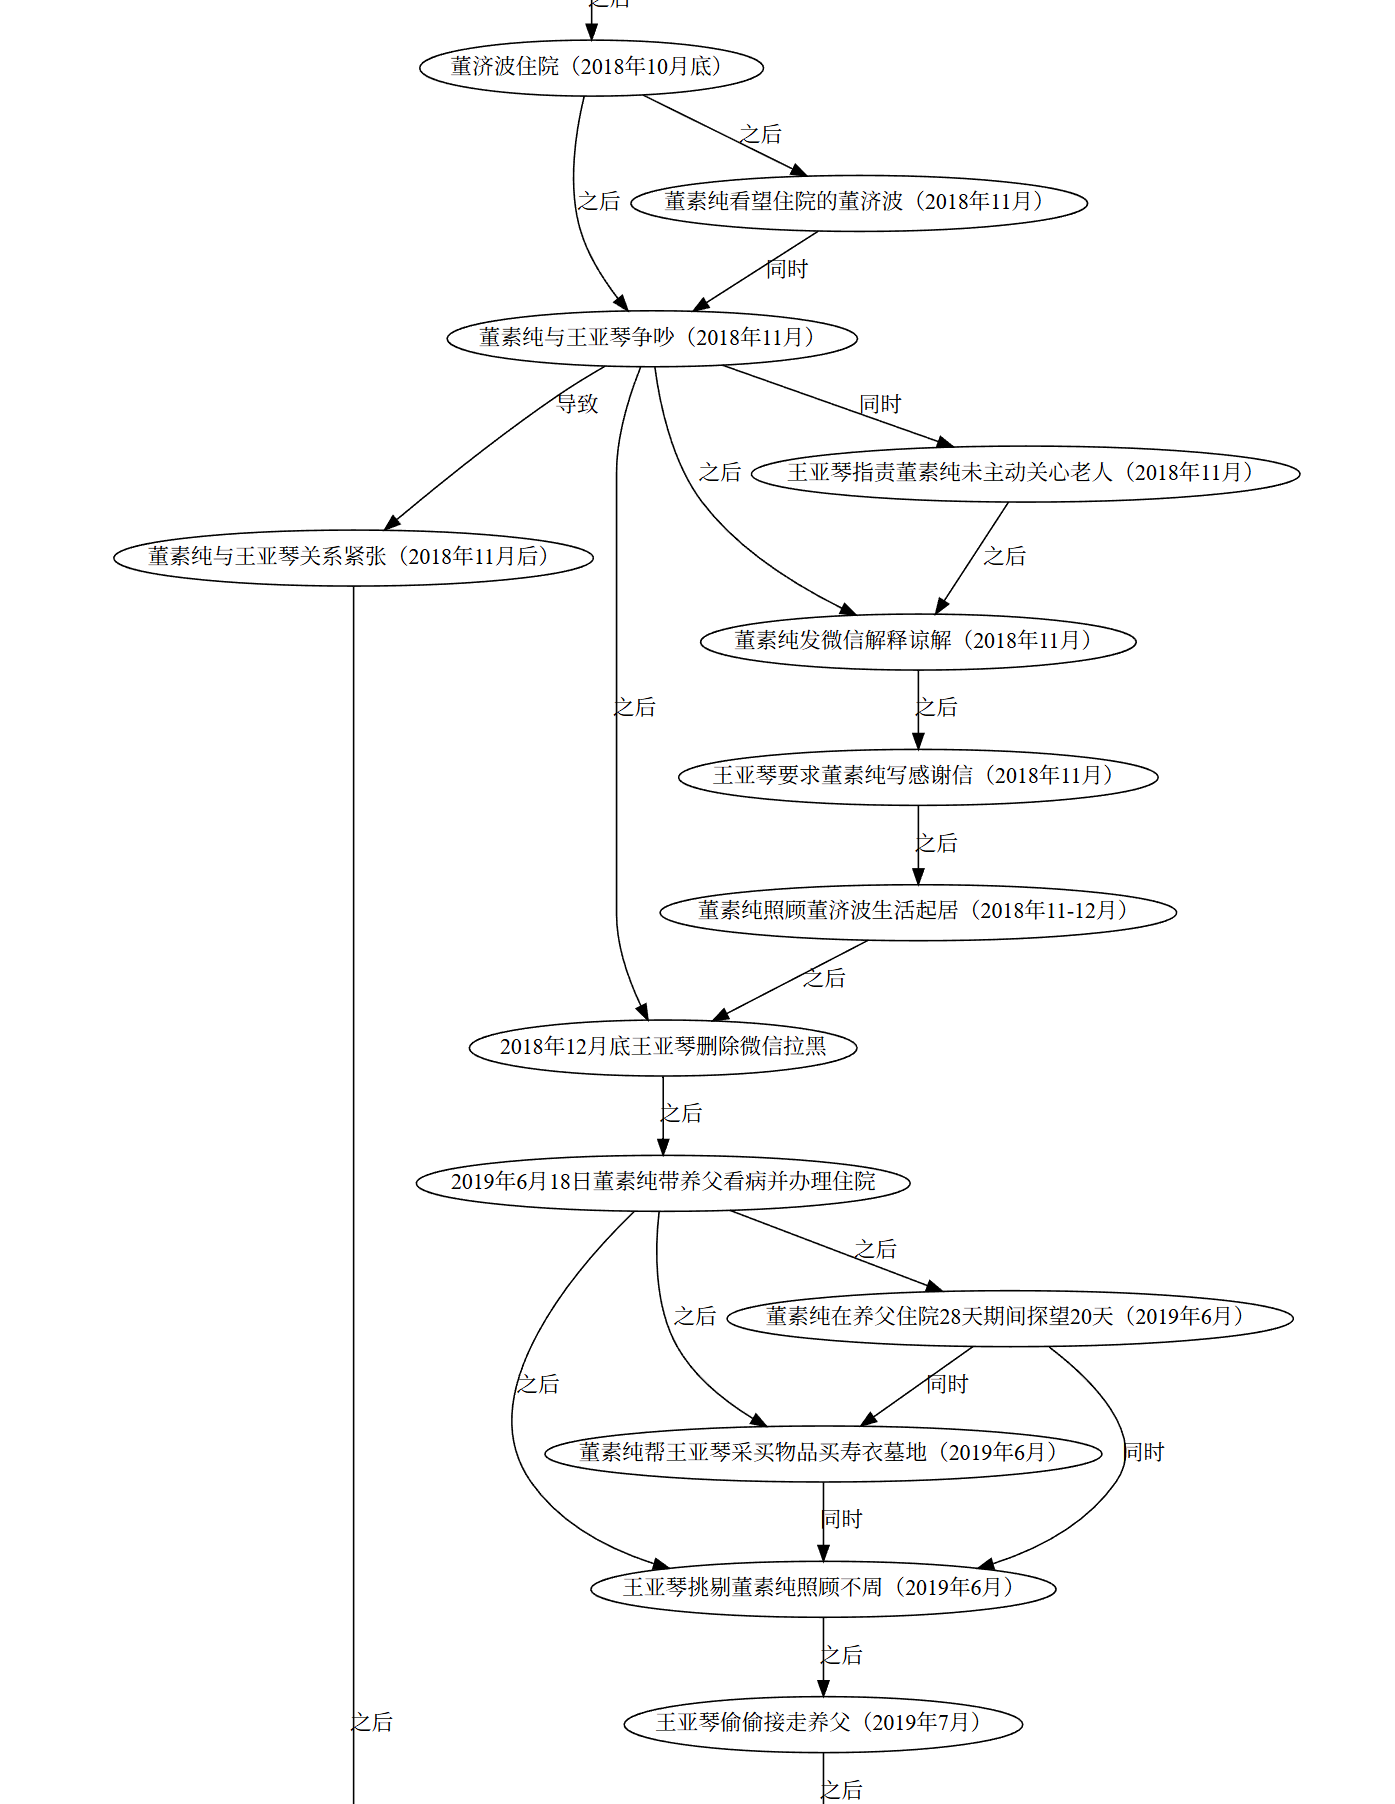 之后
董济波住院（2018年10月底）
之后
之后
董素纯看望住院的董济波（2018年11月）
同时
董素纯与王亚琴争吵（2018年11月）
导致
同时
之后
王亚琴指责董素纯未主动关心老人（2018年11月）
董素纯与王亚琴关系紧张（2018年11月后）
之后
董素纯发微信解释谅解（2018年11月）
之后
之后
王亚琴要求董素纯写感谢信（2018年11月）
之后
董素纯照顾董济波生活起居（2018年11-12月）
之后
2018年12月底王亚琴删除微信拉黑
之后
2019年6月18日董素纯带养父看病并办理住院
之后
之后
董素纯在养父住院28天期间探望20天（2019年6月）
之后
同时
董素纯帮王亚琴采买物品买寿衣墓地（2019年6月）
同时
同时
王亚琴挑剔董素纯照顾不周（2019年6月）
之后
王亚琴偷偷接走养父（2019年7月）
之后
之后